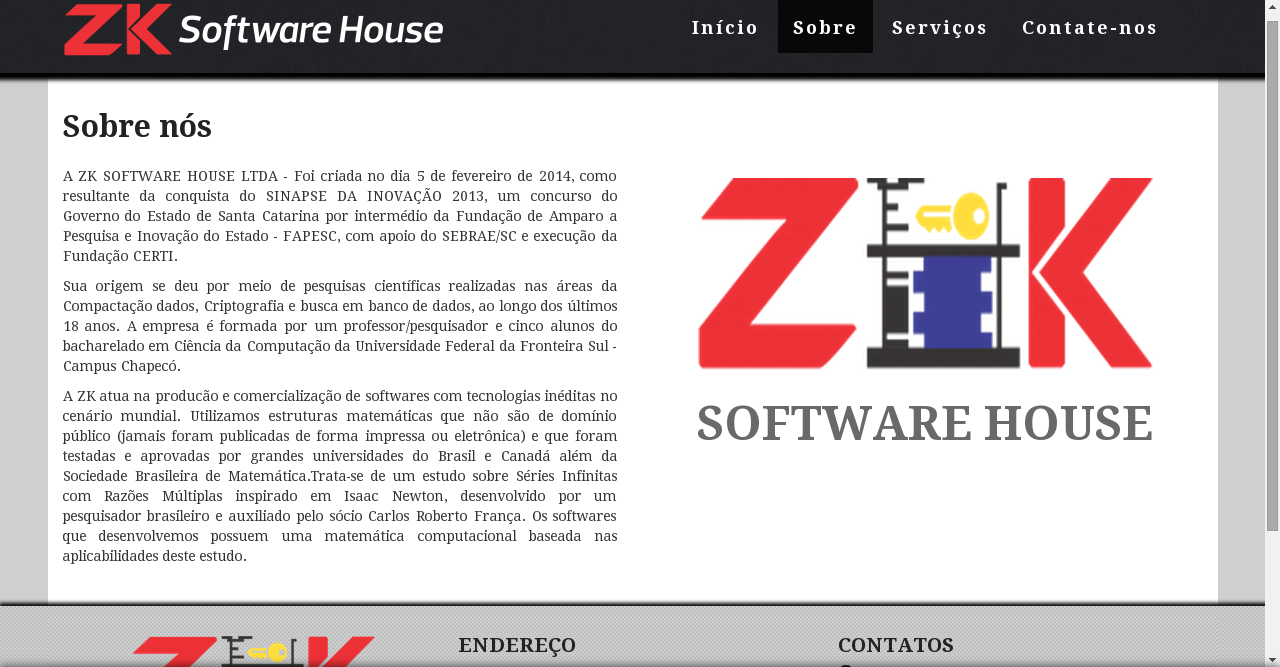 ZK Software House
Início Sobre Serviços Contate-nos
Sobre nós
A ZK SOFTWARE HOUSE LTDA - Foi criada no dia 5 de fevereiro de 2014, como
resultante da conquista do SINAPSE DA INOVAÇÃO 2013, um concurso do
Governo do Estado de Santa Catarina por intermédio da Fundação de Amparo a
Pesquisa e Inovação do Estado - FAPESC, com apoio do SEBRAE/SC e execução da
Fundação CERTI.
Sua origem se deu por meio de pesquisas científicas realizadas nas áreas da
Compactação dados, Criptografia e busca em banco de dados, ao longo dos últimos
18 anos. A empresa é formada por um professor/pesquisador e cinco alunos do
bacharelado em Ciência da Computação da Universidade Federal da Fronteira Sul -
Campus Chapecó.
A ZK atua na producão e comercialização de softwares com tecnologias inéditas no
cenário mundial. Utilizamos estruturas matemáticas que não são de domínio
público (jamais foram publicadas de forma impressa ou eletrônica) e que foram
testadas e aprovadas por grandes universidades do Brasil e Canadá além da
Sociedade Brasileira de Matemática.Trata-se de um estudo sobre Séries Infinitas
com Razões Múltiplas inspirado em Isaac Newton, desenvolvido por um
pesquisador brasileiro e auxiliado pelo sócio Carlos Roberto França. Os softwares
que desenvolvemos possuem uma matemática computacional baseada nas
aplicabilidades deste estudo.
ZK
SOFTWARE HOUSE
ZK
ENDEREÇO
CONTATOS